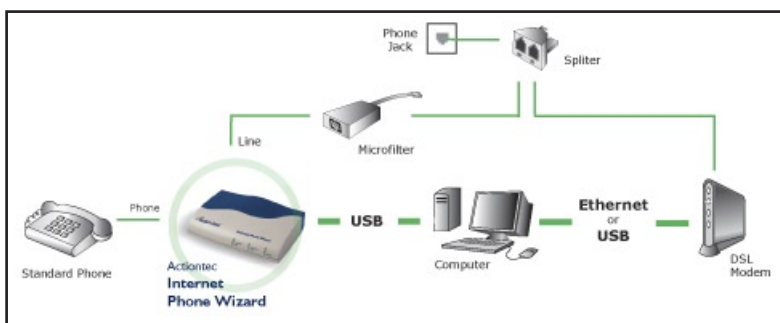 Phone
Jack
Spliter
Line
Microfilter
Phone
USB
Ethernet
or
USB
Standard Phone
Actiontec
Internet
Phone Wizard
Computer
DSL
Modem